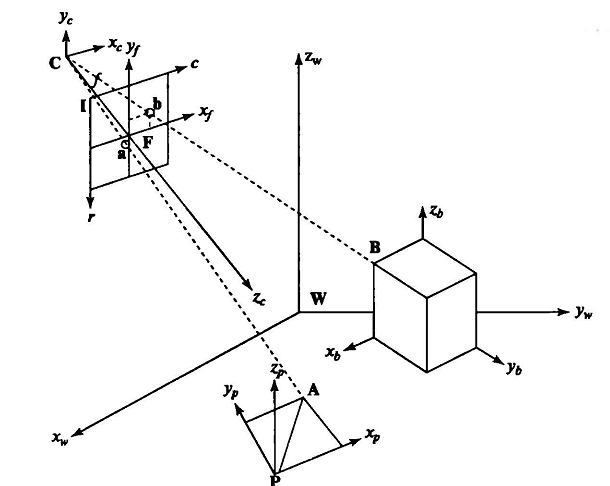 y_c
x_c
y_f
C
c
z_w
f
I
b
x_f
F
a
r
z_b
B
z_c
W
y_w
x_b
y_b
z_p
A
y_p
x_w
x_p
P